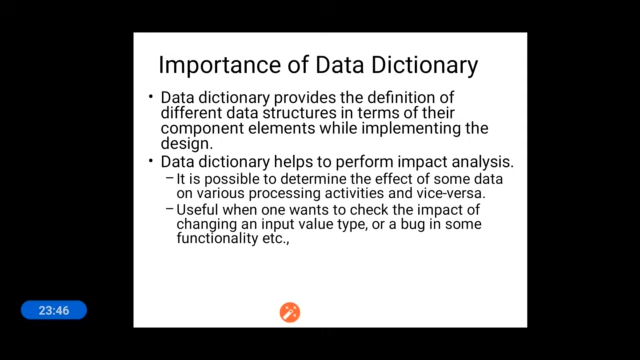 Importance of Data Dictionary
• Data dictionary provides the definition of
different data structures in terms of their
component elements while implementing the
design.
• Data dictionary helps to perform impact analysis.
– It is possible to determine the effect of some data
on various processing activities and vice-versa.
– Useful when one wants to check the impact of
changing an input value type, or a bug in some
functionality etc.,
23:46